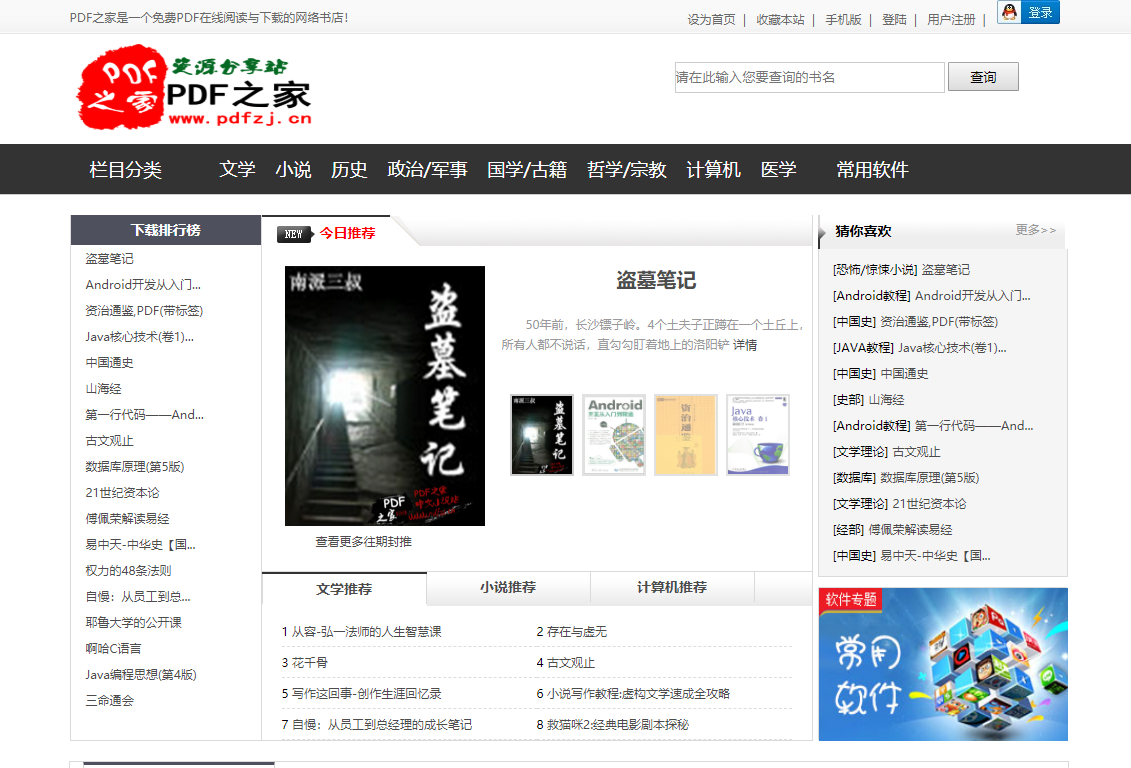 PDF之家是一个免费PDF在线阅读与下载的网络书店!
设为首页 | 收藏本站 | 手机版 | 登陆 | 用户注册 | 登录
PDF之家
资源分享站
PDF之家
www.pdfzj.cn
请在此输入您要查询的书名
查询
栏目分类 文学 小说 历史 政治/军事 国学/古籍 哲学/宗教 计算机 医学 常用软件
下载排行榜
盗墓笔记
Android开发从入门...
资治通鉴,PDF(带标签)
Java核心技术(卷1)...
中国通史
山海经
第一行代码——And...
古文观止
数据库原理(第5版)
21世纪资本论
傅佩荣解读易经
易中天-中华史【国...
权力的48条法则
自慢：从员工到总...
耶鲁大学的公开课
啊哈C语言
Java编程思想(第4版)
三命通会
NEW 今日推荐
南派三叔
盗墓笔记
PDF之家
盗墓笔记
50年前，长沙镖子岭。4个土夫子正蹲在一个土丘上，
所有人都不说话，直勾勾盯着地上的洛阳铲 详情
南派三叔
盗墓笔记
Android
开发从入门到精通
资治通鉴
Java
核心技术 卷I
查看更多往期封推
文学推荐 小说推荐 计算机推荐
1 从容-弘一法师的人生智慧课
2 存在与虚无
3 花千骨
4 古文观止
5 写作这回事-创作生涯回忆录
6 小说写作教程:虚构文学速成全攻略
7 自慢：从员工到总经理的成长笔记
8 救猫咪2:经典电影剧本探秘
猜你喜欢 更多>>
[恐怖/惊悚小说] 盗墓笔记
[Android教程] Android开发从入门...
[中国史] 资治通鉴,PDF(带标签)
[JAVA教程] Java核心技术(卷1)...
[中国史] 中国通史
[史部] 山海经
[Android教程] 第一行代码——And...
[文学理论] 古文观止
[数据库] 数据库原理(第5版)
[文学理论] 21世纪资本论
[经部] 傅佩荣解读易经
[中国史] 易中天-中华史【国...
软件专题
常用
软件